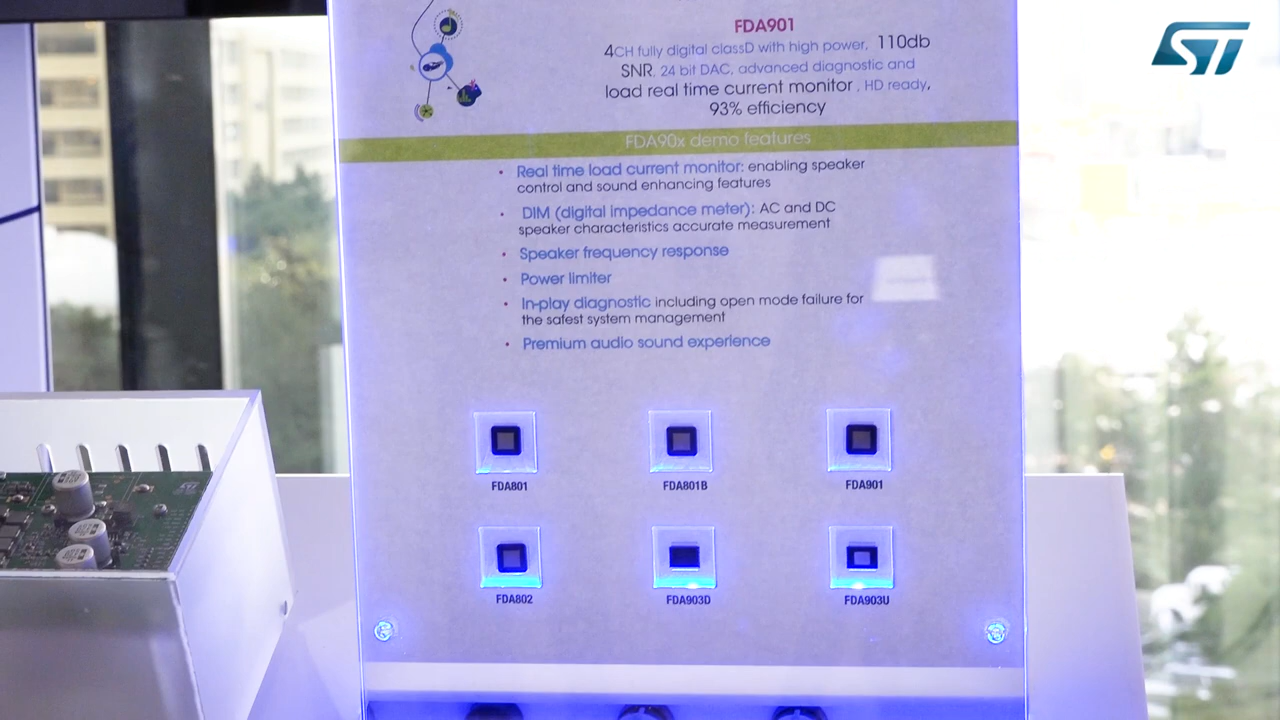 ST
FDA901
4CH fully digital classD with high power, 110db
SNR, 24 bit DAC, advanced diagnostic and
load real time current monitor , HD ready,
93% efficiency
FDA90x demo features
• Real time load current monitor: enabling speaker
control and sound enhancing features
• DIM (digital impedance meter): AC and DC
speaker characteristics accurate measurement
• Speaker frequency response
• Power limiter
• In-play diagnostic including open mode failure for
the safest system management
• Premium audio sound experience
FDA801
FDA801B
FDA901
FDA802
FDA903D
FDA903U